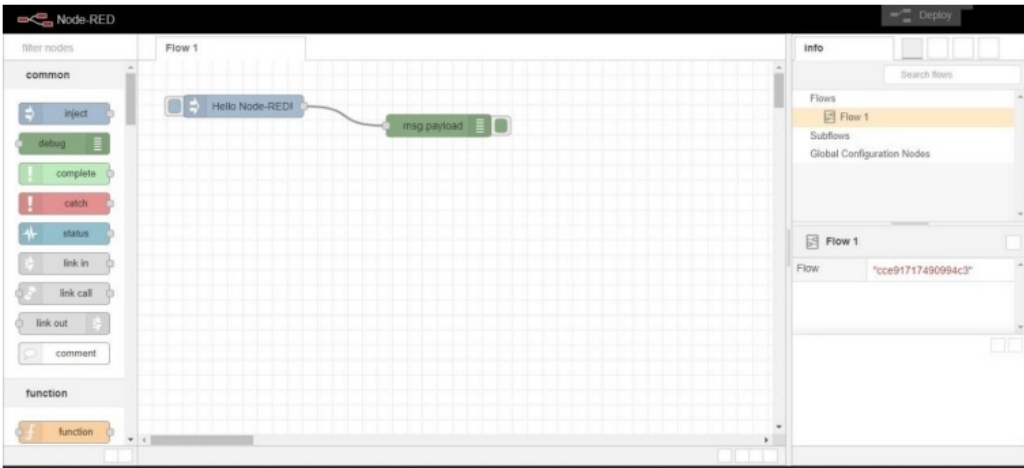 Node-RED
Deploy
filter nodes
common
inject
debug
complete
catch
status
link in
link call
link out
comment
function
function
Flow 1
Hello Node-RED!
msg.payload
info
Search flows
Flows
Flow 1
Subflows
Global Configuration Nodes
Flow 1
Flow "cce91717490994c3"